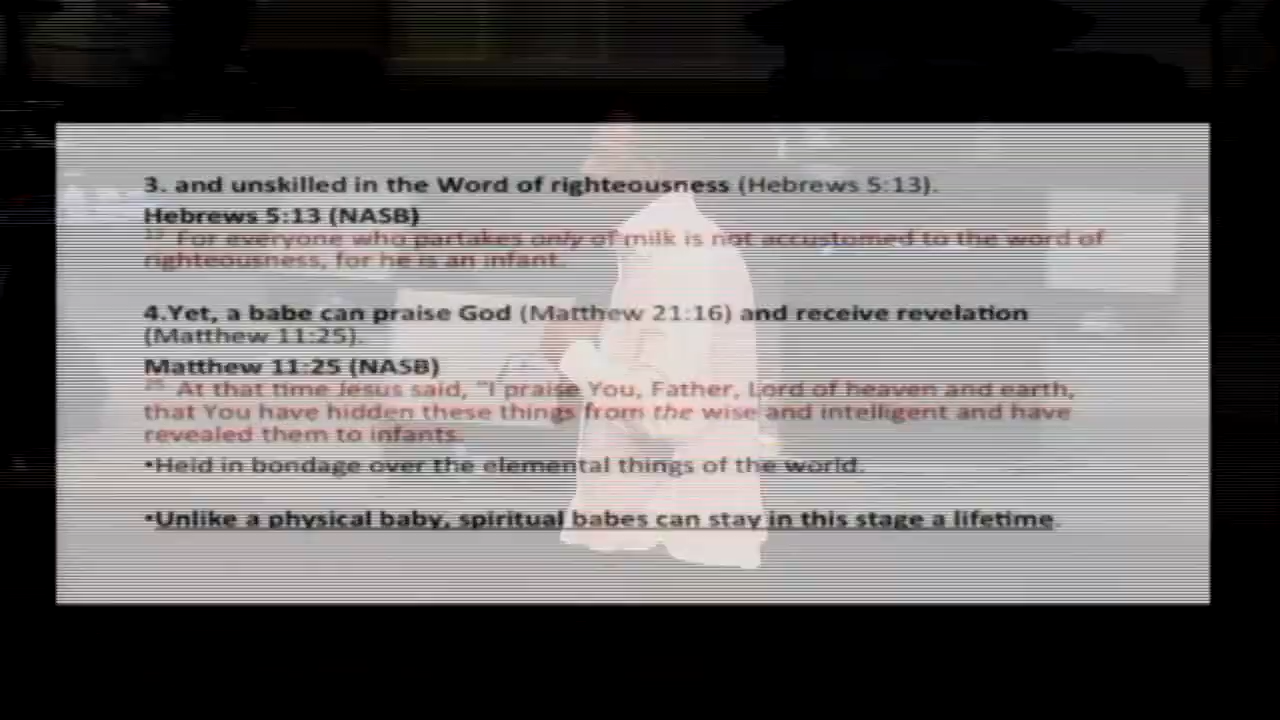 3. and unskilled in the Word of righteousness (Hebrews 5:13).
Hebrews 5:13 (NASB)
13 For everyone who partakes only of milk is not accustomed to the word of
righteousness, for he is an infant.
4.Yet, a babe can praise God (Matthew 21:16) and receive revelation
(Matthew 11:25).
Matthew 11:25 (NASB)
25 At that time Jesus said, "I praise You, Father, Lord of heaven and earth,
that You have hidden these things from the wise and intelligent and have
revealed them to infants.
•Held in bondage over the elemental things of the world.
•Unlike a physical baby, spiritual babes can stay in this stage a lifetime.